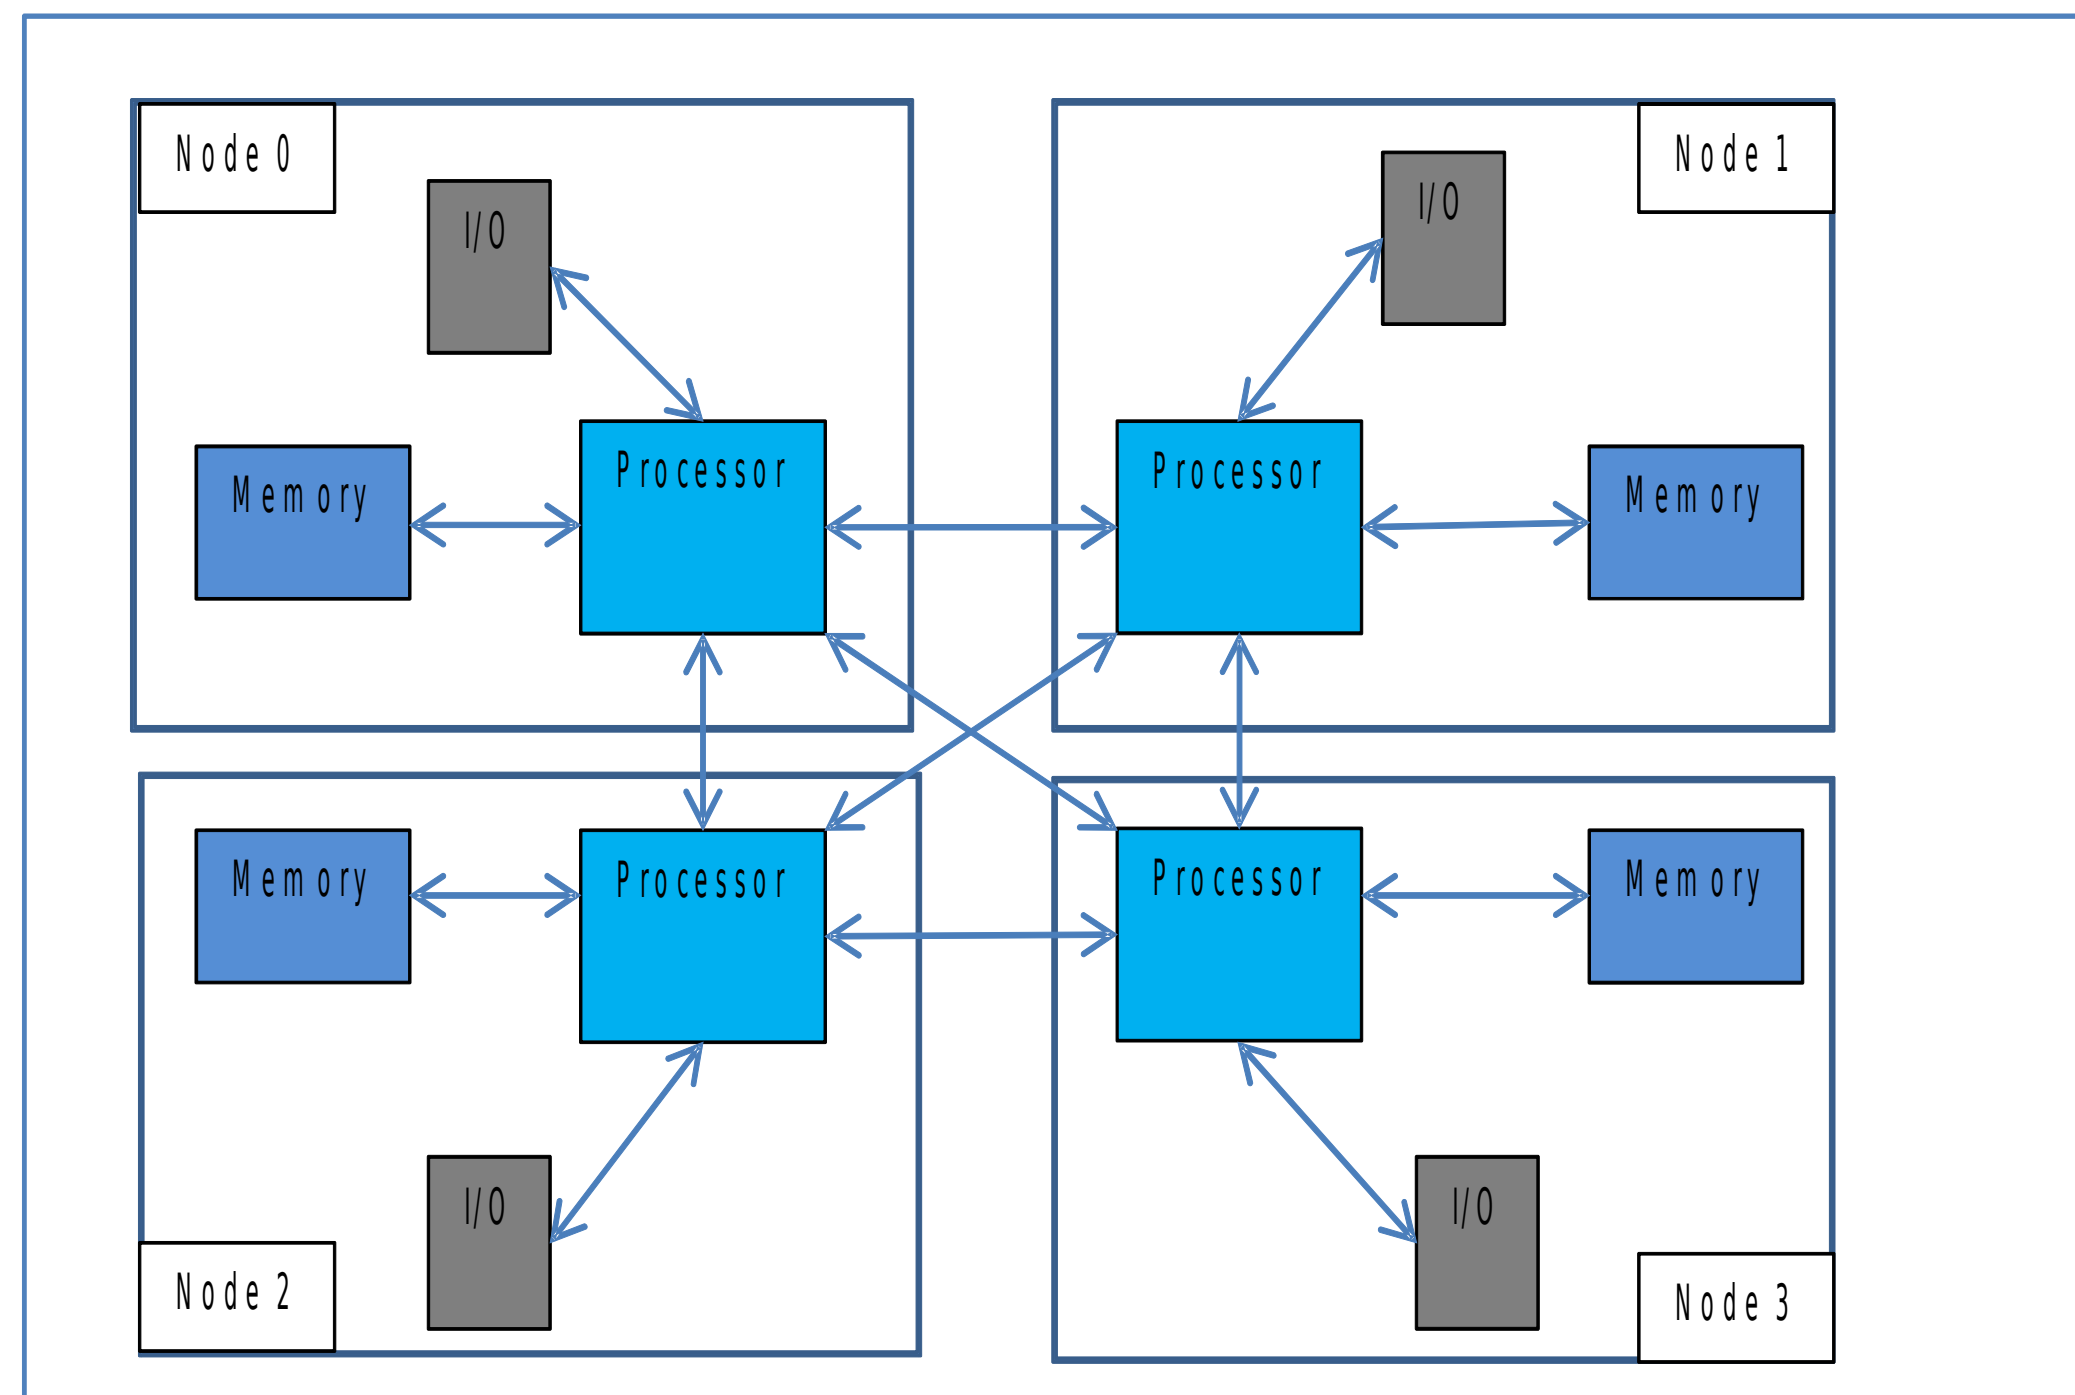 Node 0
Node 1
I/O
I/O
Processor
Processor
Memory
Memory
Memory
Processor
Processor
Memory
I/O
I/O
Node 2
Node 3